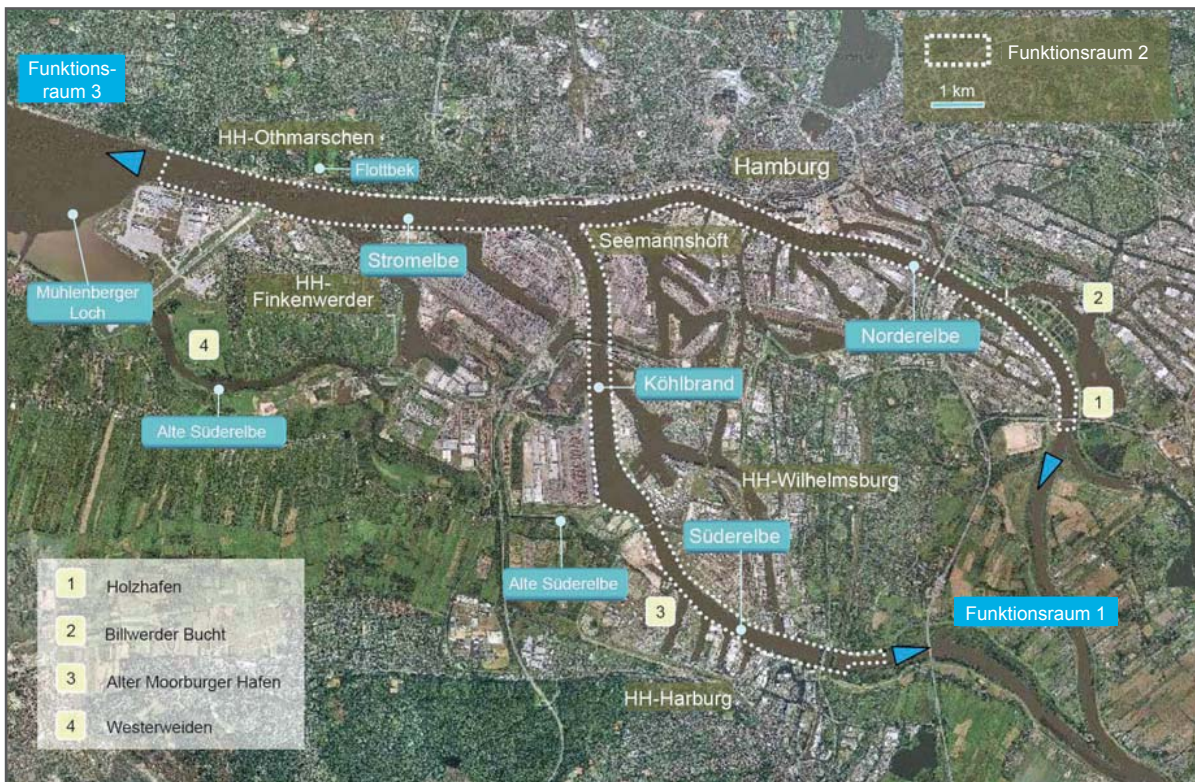 Funktions-
raum 3
Funktionsraum 2
1 km
HH-Othmarschen
Flottbek
Hamburg
Stromelbe
Seemannshöft
HH-
Finkenwerder
Mühlenberger
Loch
2
Norderelbe
4
Köhlbrand
1
Alte Süderelbe
HH-Wilhelmsburg
Süderelbe
Alte Süderelbe
3
Funktionsraum 1
HH-Harburg
1 Holzhafen
2 Billwerder Bucht
3 Alter Moorburger Hafen
4 Westerweiden